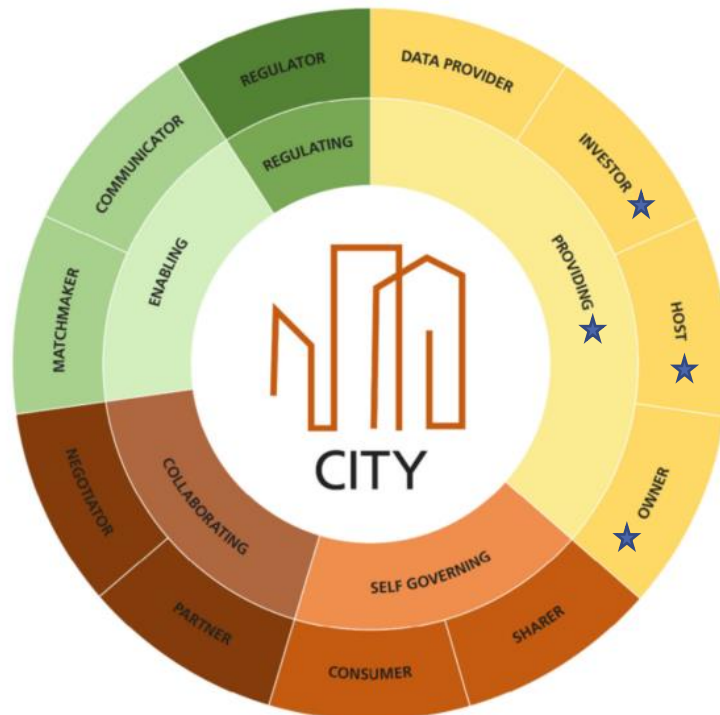 REGULATOR
DATA PROVIDER
COMMUNICATOR
REGULATING
INVESTOR
ENABLING
PROVIDING
MATCHMAKER
HOST
CITY
NEGOTIATOR
COLLABORATING
OWNER
SELF GOVERNING
PARTNER
SHARER
CONSUMER